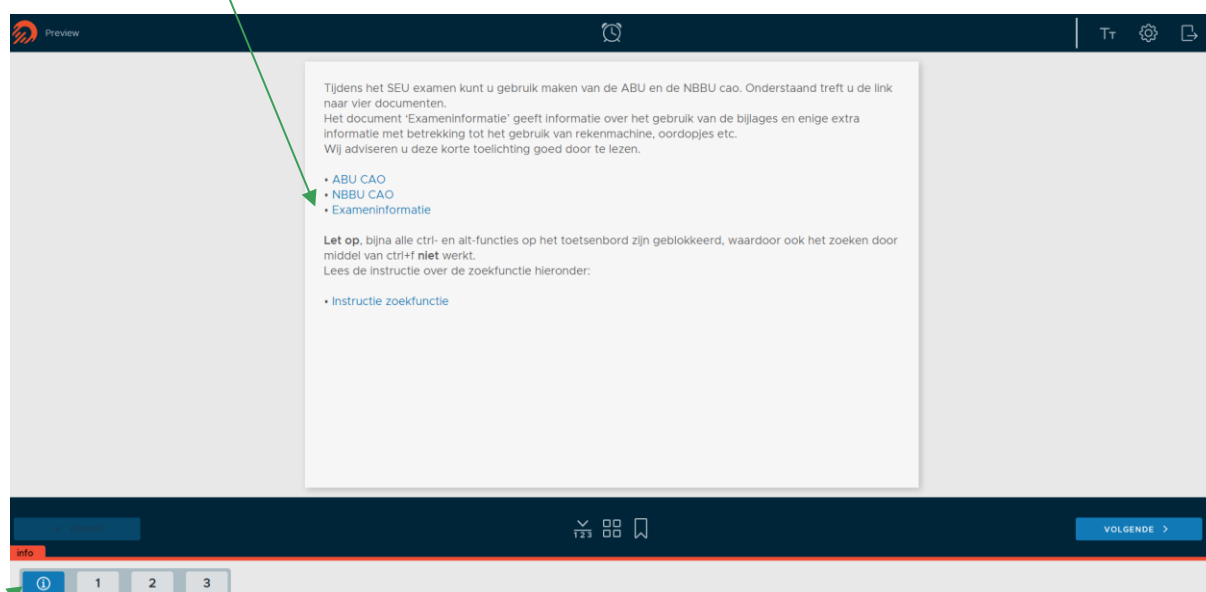 Preview
Tт
Tijdens het SEU examen kunt u gebruik maken van de ABU en de NBBU cao. Onderstaand treft u de link
naar vier documenten.
Het document ‘Exameninformatie’ geeft informatie over het gebruik van de bijlages en enige extra
informatie met betrekking tot het gebruik van rekenmachine, oordopjes etc.
Wij adviseren u deze korte toelichting goed door te lezen.
• ABU CAO
• NBBU CAO
• Exameninformatie
Let op, bijna alle ctrl- en alt-functies op het toetsenbord zijn geblokkeerd, waardoor ook het zoeken door
middel van ctrl+f niet werkt.
Lees de instructie over de zoekfunctie hieronder:
• Instructie zoekfunctie
123
VOLGENDE >
info
1 2 3